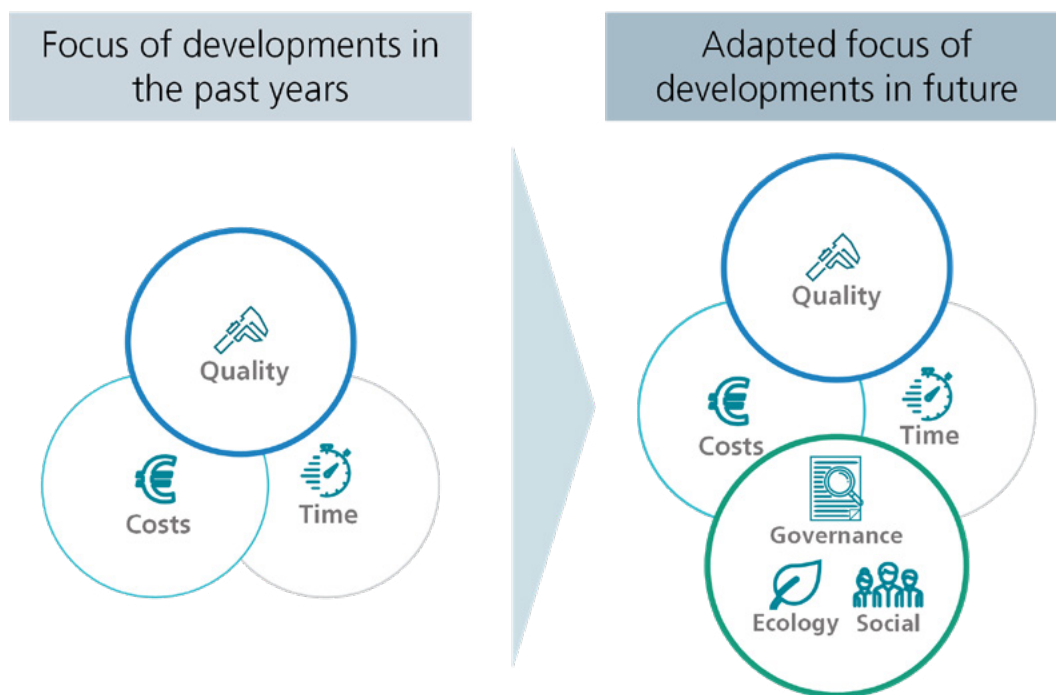 Focus of developments in
the past years
Adapted focus of
developments in future
Quality
Costs
Time
Quality
Costs
Time
Governance
Ecology
Social